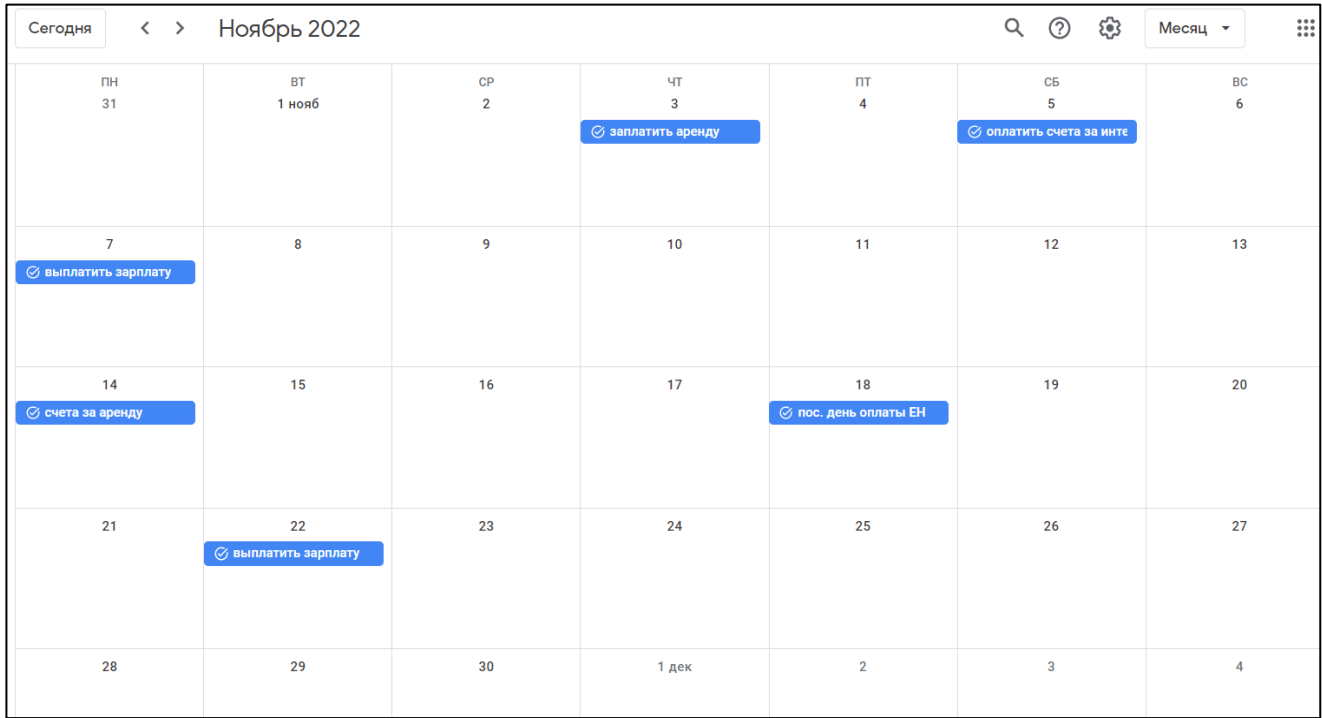 Сегодня
Ноябрь 2022
Месяц
ПН ВТ СР ЧТ ПТ СБ ВС
31 1 нояб 2 3 4 5 6
заплатить аренду оплатить счета за инте
7 8 9 10 11 12 13
выплатить зарплату
14 15 16 17 18 19 20
счета за аренду пос. день оплаты ЕН
21 22 23 24 25 26 27
выплатить зарплату
28 29 30 1 дек 2 3 4